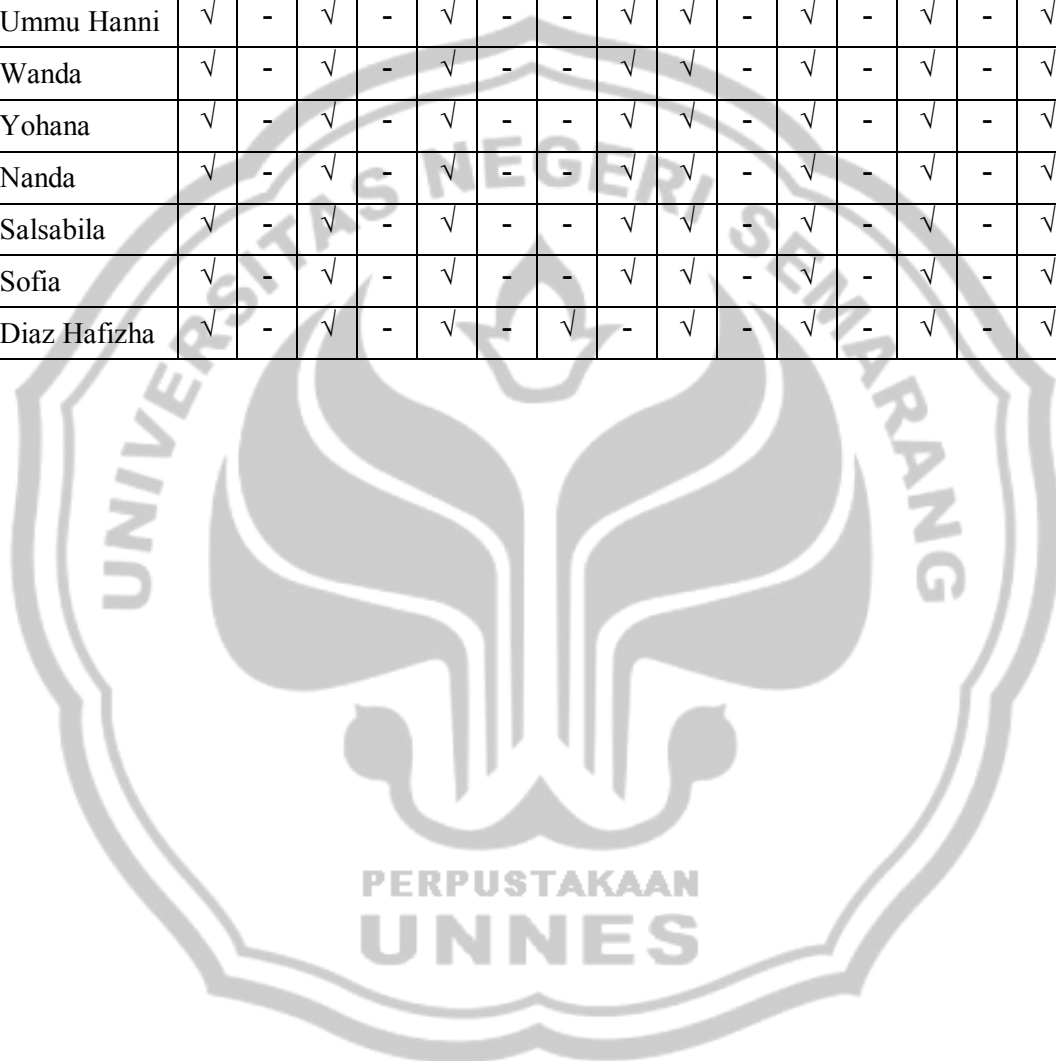 Ummu Hanni √ - √ - √ - - √ √ - √ - √ - √
Wanda √ - √ - √ - - √ √ - √ - √ - √
Yohana √ - √ - √ - - √ √ - √ - √ - √
Nanda √ - √ - √ - - √ √ - √ - √ - √
Salsabila √ - √ - √ - - √ √ - √ - √ - √
Sofia √ - √ - √ - - √ √ - √ - √ - √
Diaz Hafizha √ - √ - √ - √ - √ - √ - √ - √
UNIVERSITAS NEGERI SEMARANG
PERPUSTAKAAN
UNNES